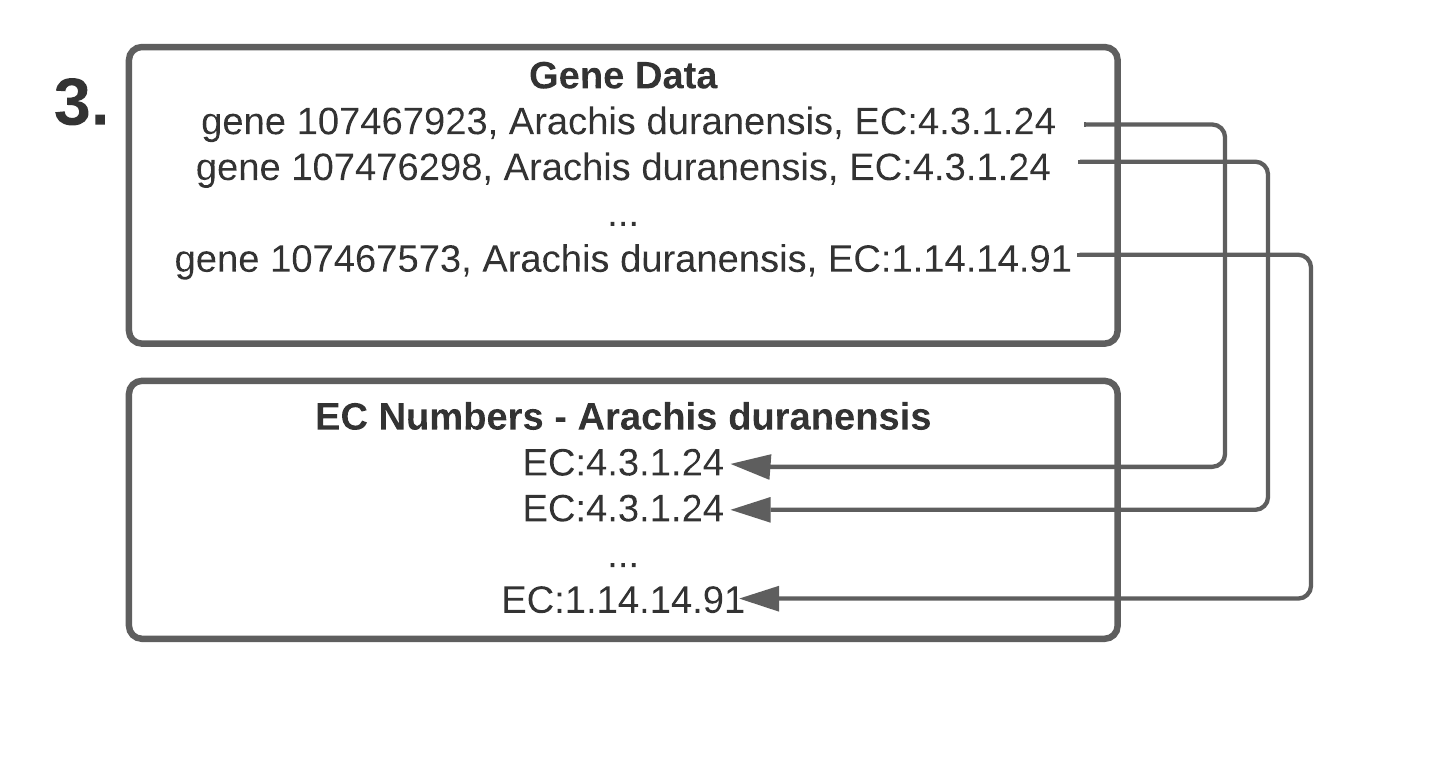 3.
Gene Data
gene 107467923, Arachis duranensis, EC:4.3.1.24
gene 107476298, Arachis duranensis, EC:4.3.1.24
...
gene 107467573, Arachis duranensis, EC:1.14.14.91
EC Numbers - Arachis duranensis
EC:4.3.1.24
EC:4.3.1.24
...
EC:1.14.14.91